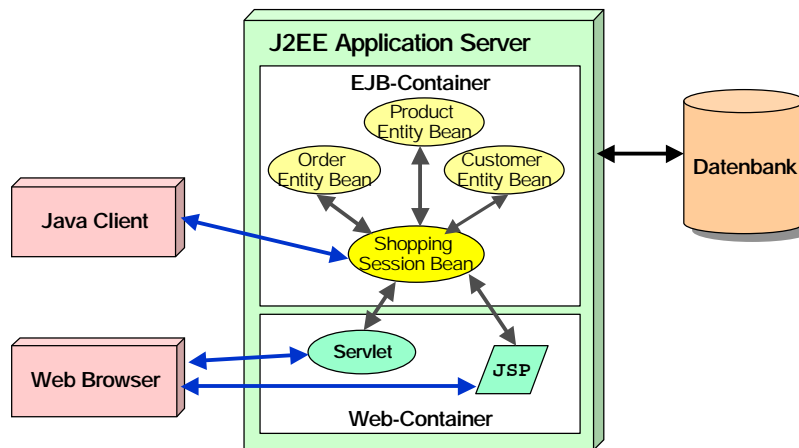 J2EE Application Server
EJB-Container
Product
Entity Bean
Order
Entity Bean
Customer
Entity Bean
Datenbank
Java Client
Shopping
Session Bean
Servlet
JSP
Web Browser
Web-Container